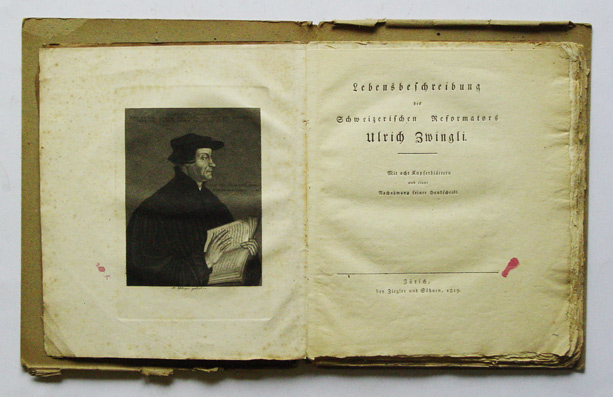 Lebensbeschreibung
des
Schweizerischen Reformators
Ulrich Zwingli.
Mit acht Kupferblättern
und einer
Nachahmung seiner Handschrift.
Zürich,
bey Ziegler und Söhnen, 1819.